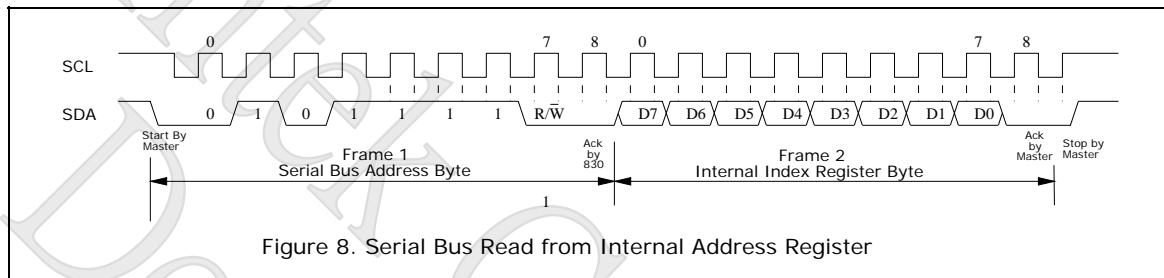 0 7 8 0 7 8
SCL
SDA 0 1 0 1 1 1 1 R/W̅ D7 D6 D5 D4 D3 D2 D1 D0
Start By
Master
Ack
by
830
Ack
by
Master
Stop by
Master
Frame 1
Serial Bus Address Byte
Frame 2
Internal Index Register Byte
1
Figure 8. Serial Bus Read from Internal Address Register